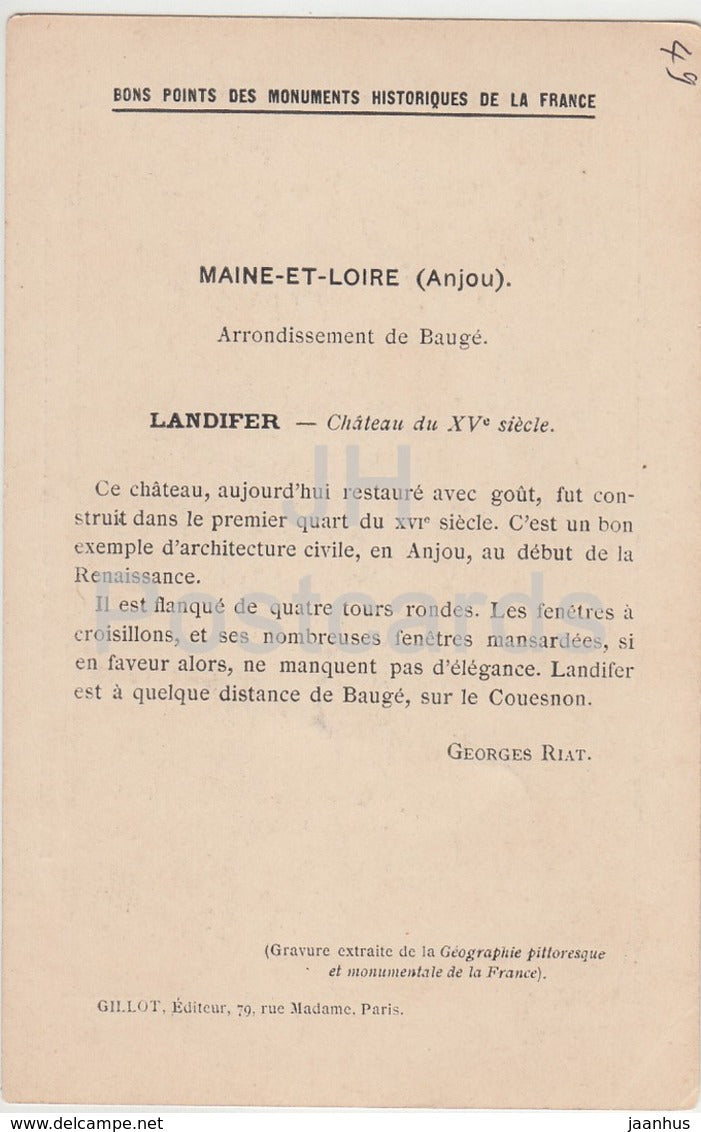 49
BONS POINTS DES MONUMENTS HISTORIQUES DE LA FRANCE
MAINE-ET-LOIRE (Anjou).
Arrondissement de Baugé.
LANDIFER — Château du XVe siècle.
Ce château, aujourd'hui restauré avec goût, fut con-
struit dans le premier quart du XVIe siècle. C'est un bon
exemple d'architecture civile, en Anjou, au début de la
Renaissance.
Il est flanqué de quatre tours rondes. Les fenêtres à
croisillons, et ses nombreuses fenêtres mansardées, si
en faveur alors, ne manquent pas d'élégance. Landifer
est à quelque distance de Baugé, sur le Couesnon.
GEORGES RIAT.
(Gravure extraite de la Géographie pittoresque
et monumentale de la France).
GILLOT, Éditeur, 79, rue Madame, Paris.
JH
Postcards
hippostcard.com
jaanhus